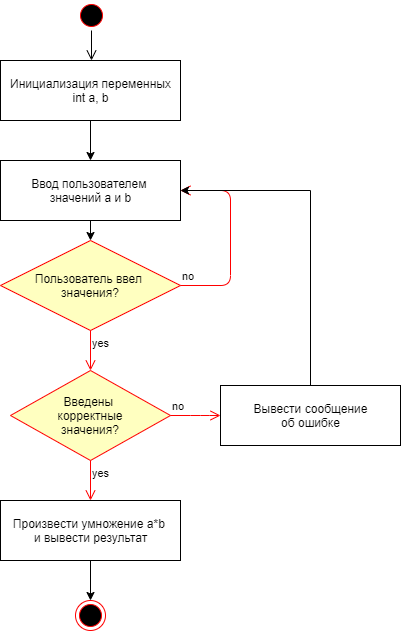 Инициализация переменных
int a, b
Ввод пользователем
значений a и b
Пользователь ввел
значения?
no
yes
Введены
корректные
значения?
no
Вывести сообщение
об ошибке
yes
Произвести умножение a*b
и вывести результат